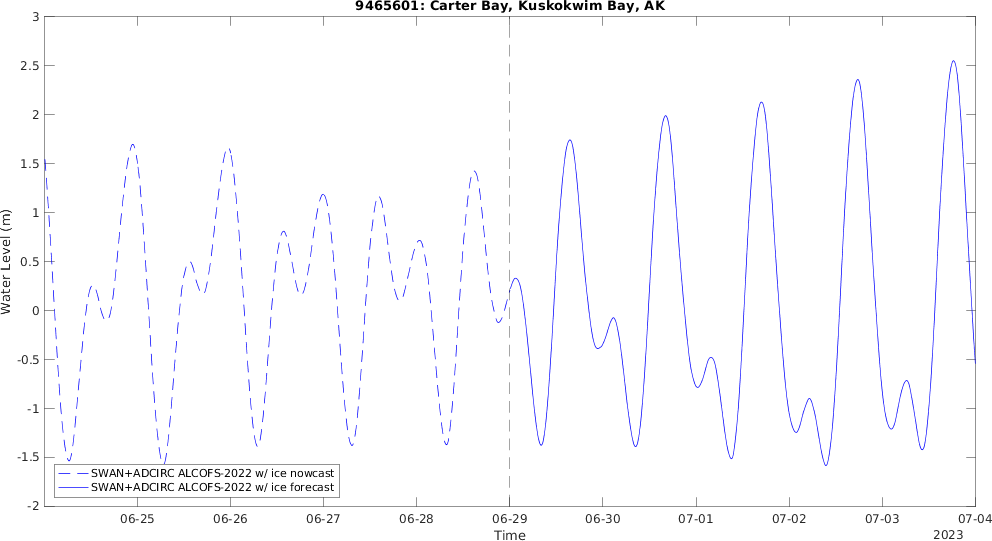 9465601: Carter Bay, Kuskokwim Bay, AK
3
2.5
2
1.5
1
0.5
0
-0.5
-1
-1.5
-2
Water Level (m)
SWAN+ADCIRC ALCOFS-2022 w/ ice nowcast
SWAN+ADCIRC ALCOFS-2022 w/ ice forecast
06-25 06-26 06-27 06-28 06-29 06-30 07-01 07-02 07-03 07-04
Time
2023